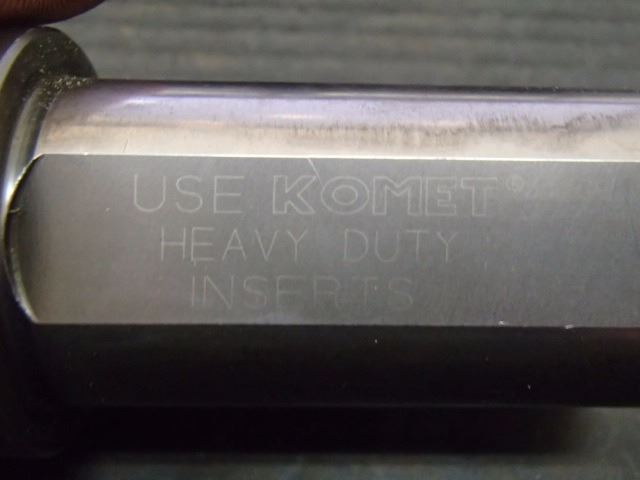 USE KOMET®
HEAVY DUTY
INSERTS